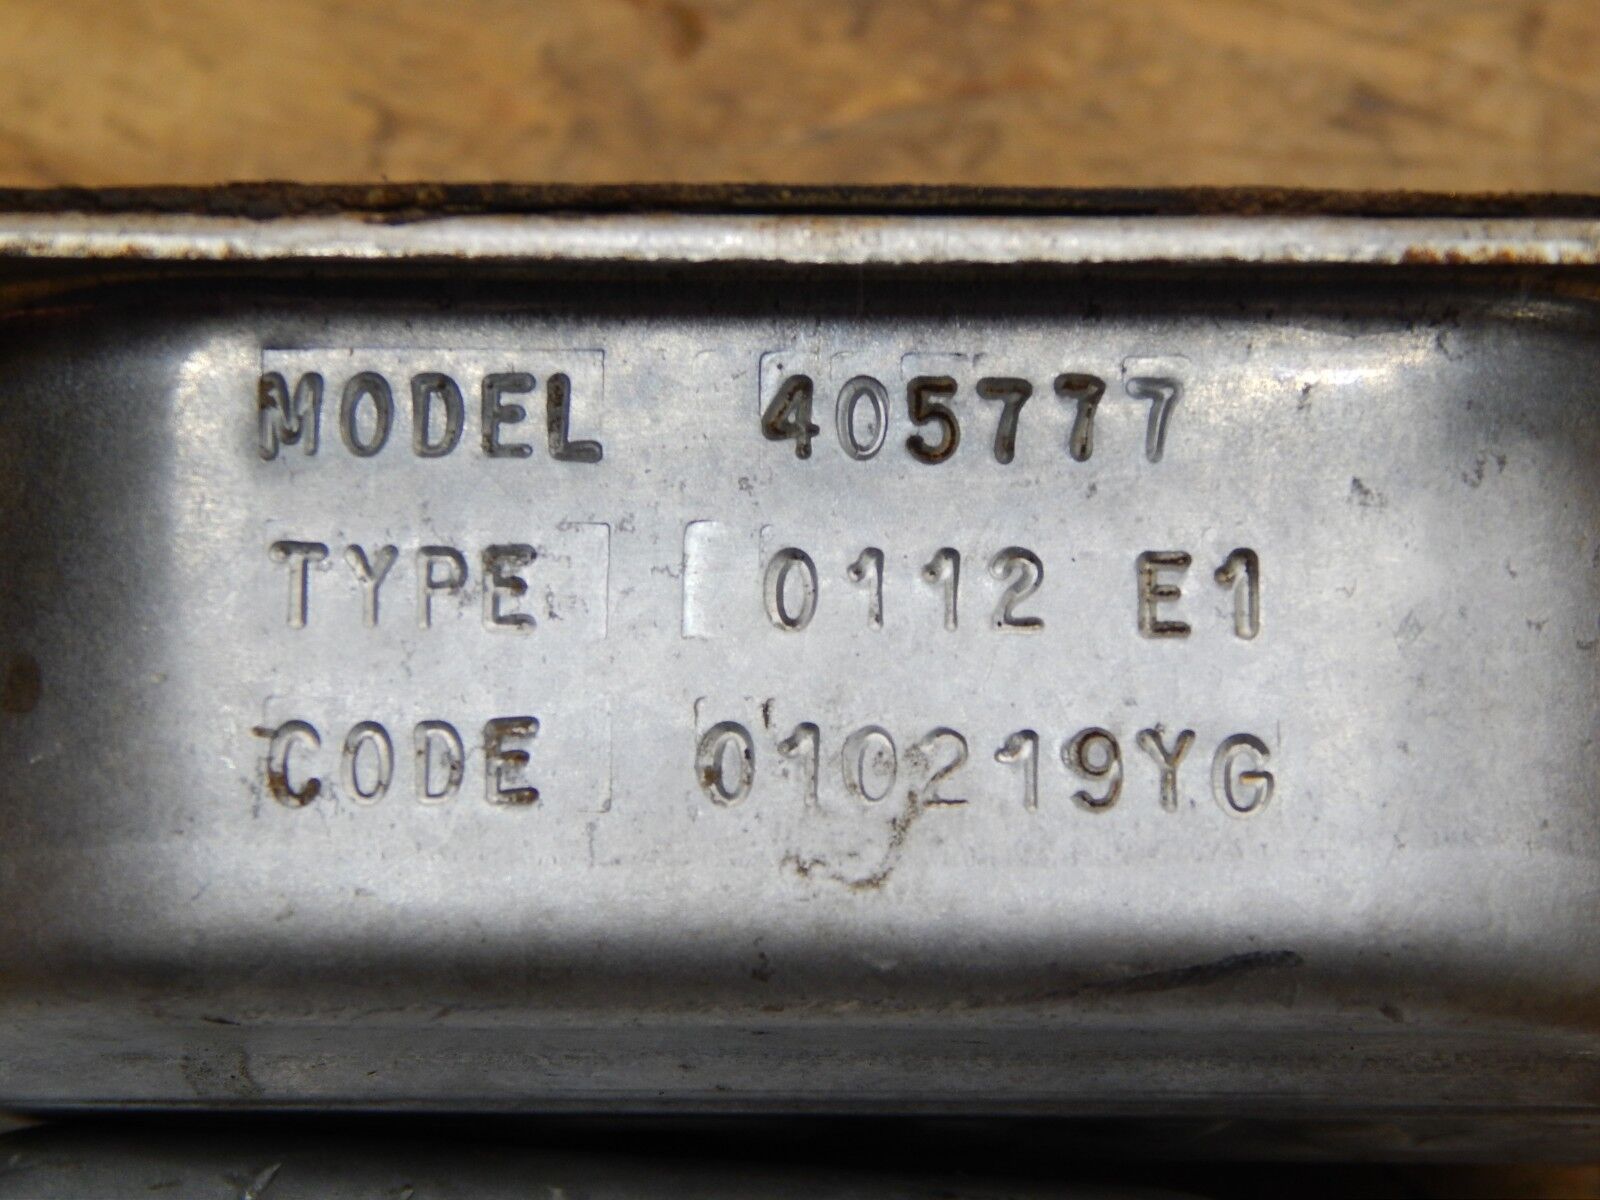 MODEL 405777
TYPE 0112 E1
CODE 010219YG